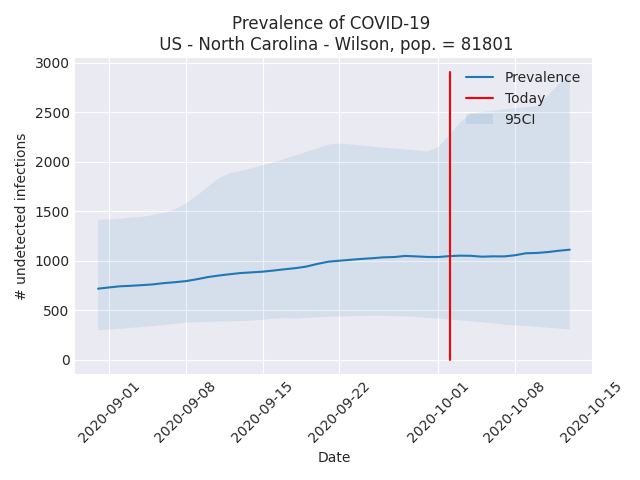 Prevalence of COVID-19
US - North Carolina - Wilson, pop. = 81801
3000
2500
2000
1500
1000
500
0
# undetected infections
Prevalence
Today
95CI
2020-09-01
2020-09-08
2020-09-15
2020-09-22
2020-10-01
2020-10-08
2020-10-15
Date